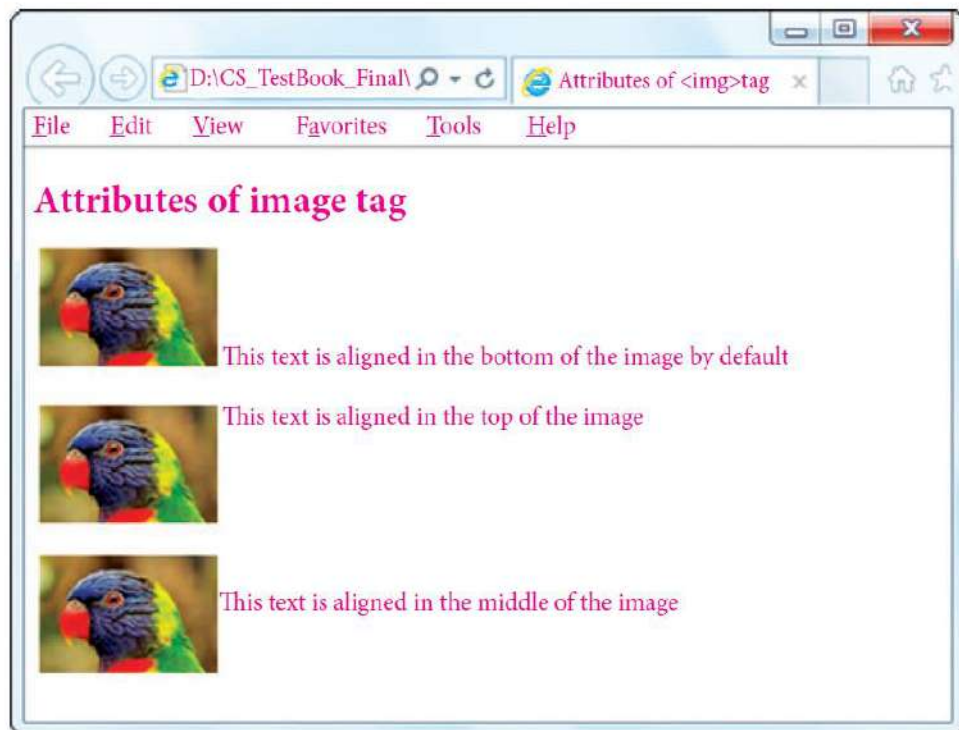 D:\CS_TestBook_Final\
Attributes of <img>tag
File Edit View Favorites Tools Help
Attributes of image tag
This text is aligned in the bottom of the image by default
This text is aligned in the top of the image
This text is aligned in the middle of the image